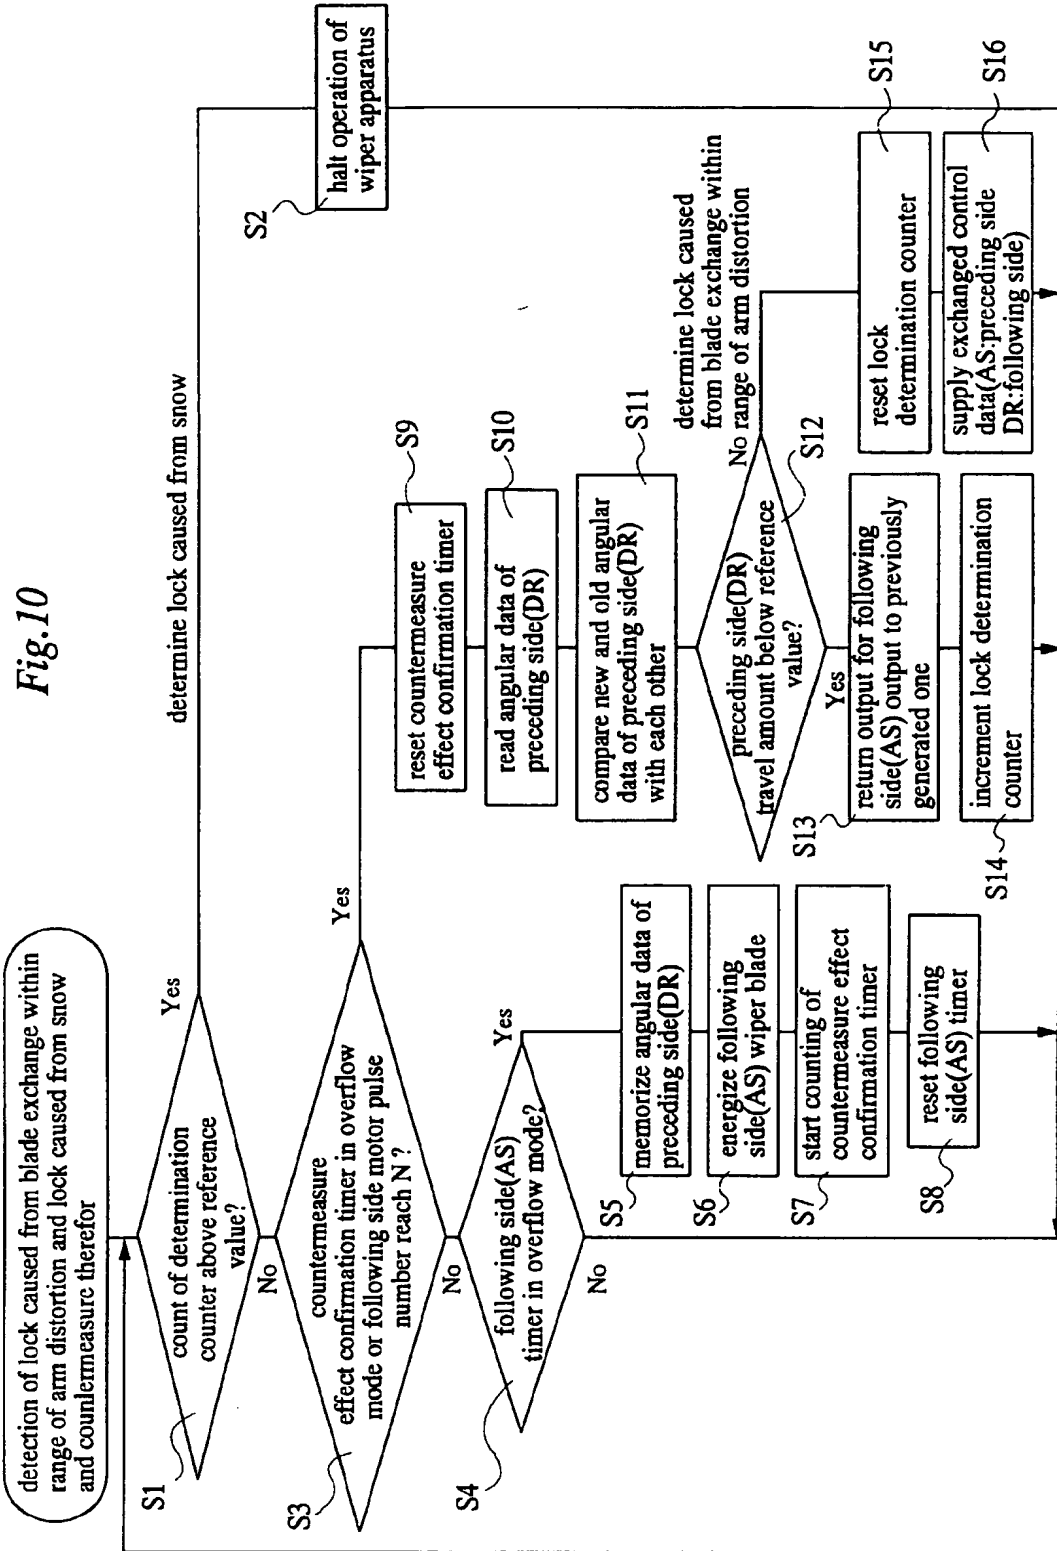 Fig.10
detection of lock caused from blade exchange within
range of arm distortion and lock caused from snow
and counlermeasure therefor
S1
count of determination
counter above reference
value?
Yes
No
determine lock caused from snow
S2
halt operation of
wiper apparatus
S3
countermeasure
effect confirmation timer in overflow
mode or following side motor pulse
number reach N ?
Yes
No
S4
following side(AS)
timer in overflow mode?
Yes
No
S5
memorize angular data of
preceding side(DR)
S6
energize following
side(AS) wiper blade
S7
start counting of
countermeasure effect
confirmation timer
S8
reset following
side(AS) timer
S9
reset countermeasure
effect confirmation timer
S10
read angular data of
preceding side(DR)
S11
compare new and old angular
data of preceding side(DR)
with each other
S12
preceding side(DR)
travel amount below reference
value?
Yes
No
determine lock caused
from blade exchange within
range of arm distortion
S13
return output for following
side(AS) output to previously
generated one
S14
increment lock determination
counter
S15
reset lock
determination counter
S16
supply exchanged control
data(AS:preceding side
DR:following side)